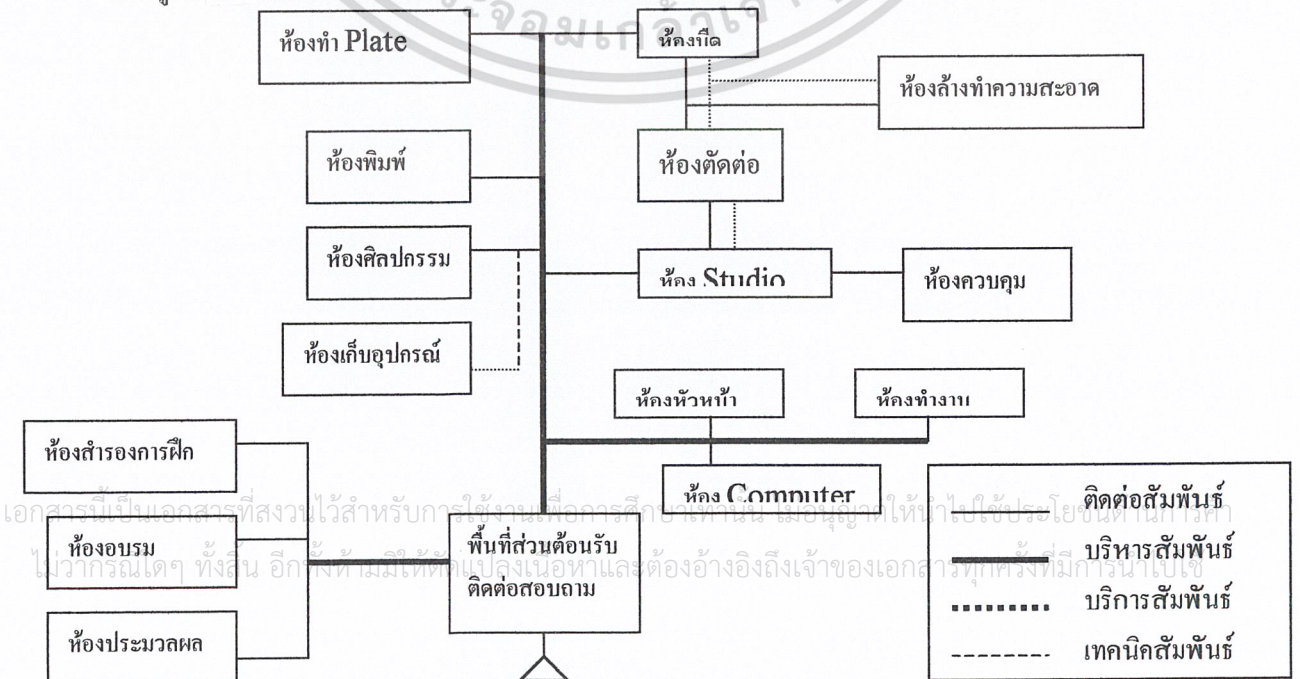 ห้องทำ Plate
ห้องมืด
ห้องล้างทำความสะอาด
ห้องพิมพ์
ห้องตัดต่อ
ห้องศิลปกรรม
ห้อง Studio
ห้องควบคุม
ห้องเก็บอุปกรณ์
ห้องหัวหน้า
ห้องทำงาน
ห้องสำรองการฝึก
ห้อง Computer
ติดต่อสัมพันธ์
เอกสารนี้เป็นเอกสารที่สงวนไว้สำหรับการใช้งานเพื่อการศึกษาเท่านั้น ไม่อนุญาตให้นำไปใช้ประโยชน์ด้านการค้า
ห้องอบรม
พื้นที่ส่วนต้อนรับ
บริหารสัมพันธ์
ไม่ว่ากรณีใดๆ ทั้งสิ้น อีกทั้งห้ามมิให้ดัดแปลงเนื้อหาและต้องอ้างอิงถึงเจ้าของเอกสารทุกครั้งที่มีการนำไปใช้
ติดต่อสอบถาม
บริการสัมพันธ์
ห้องประมวลผล
เทคนิคสัมพันธ์